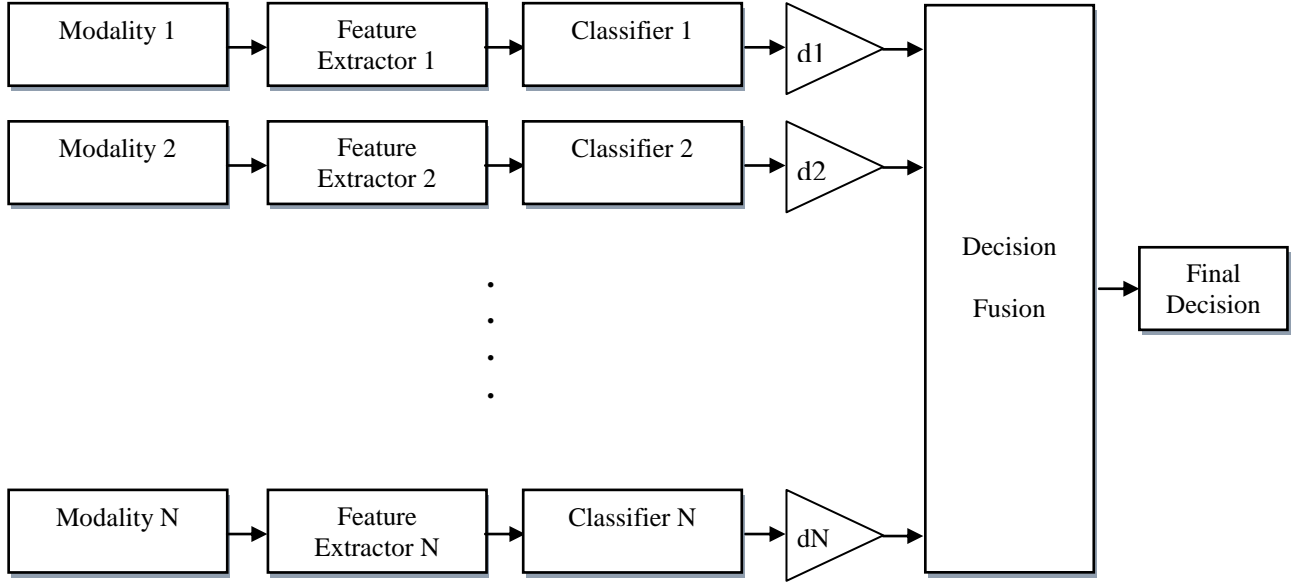 Modality 1
Feature
Extractor 1
Classifier 1
d1
Modality 2
Feature
Extractor 2
Classifier 2
d2
Decision
Fusion
Final
Decision
Modality N
Feature
Extractor N
Classifier N
dN